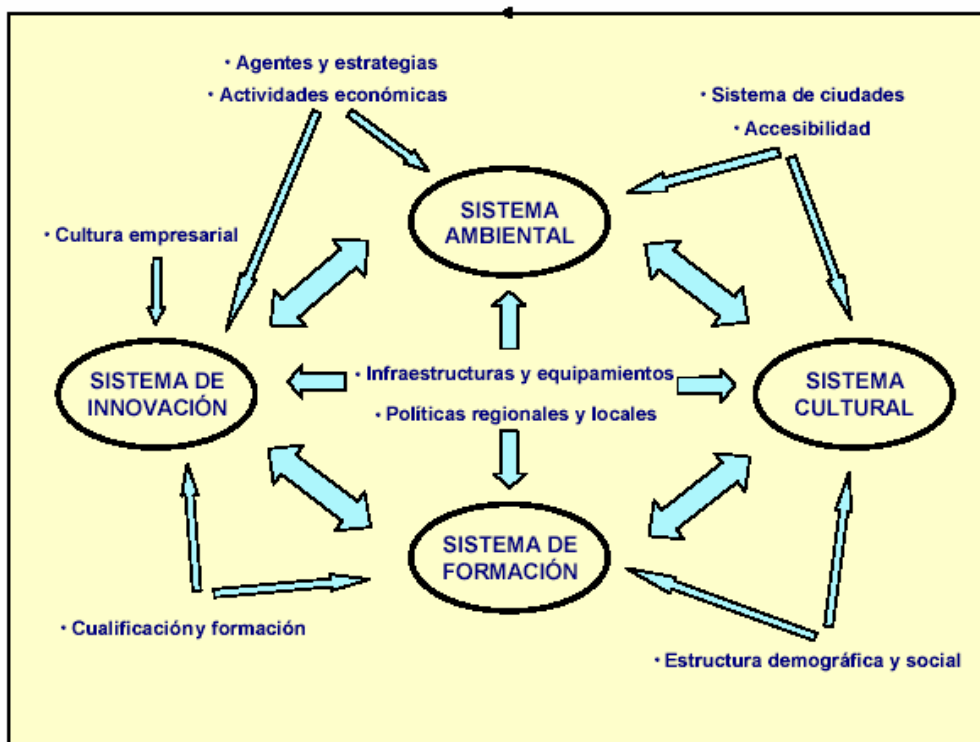 · Agentes y estrategias
· Actividades económicas
· Sistema de ciudades
· Accesibilidad
SISTEMA
AMBIENTAL
· Cultura empresarial
SISTEMA DE
INNOVACIÓN
· Infraestructuras y equipamientos
· Políticas regionales y locales
SISTEMA
CULTURAL
SISTEMA DE
FORMACIÓN
· Cualificación y formación
· Estructura demográfica y social